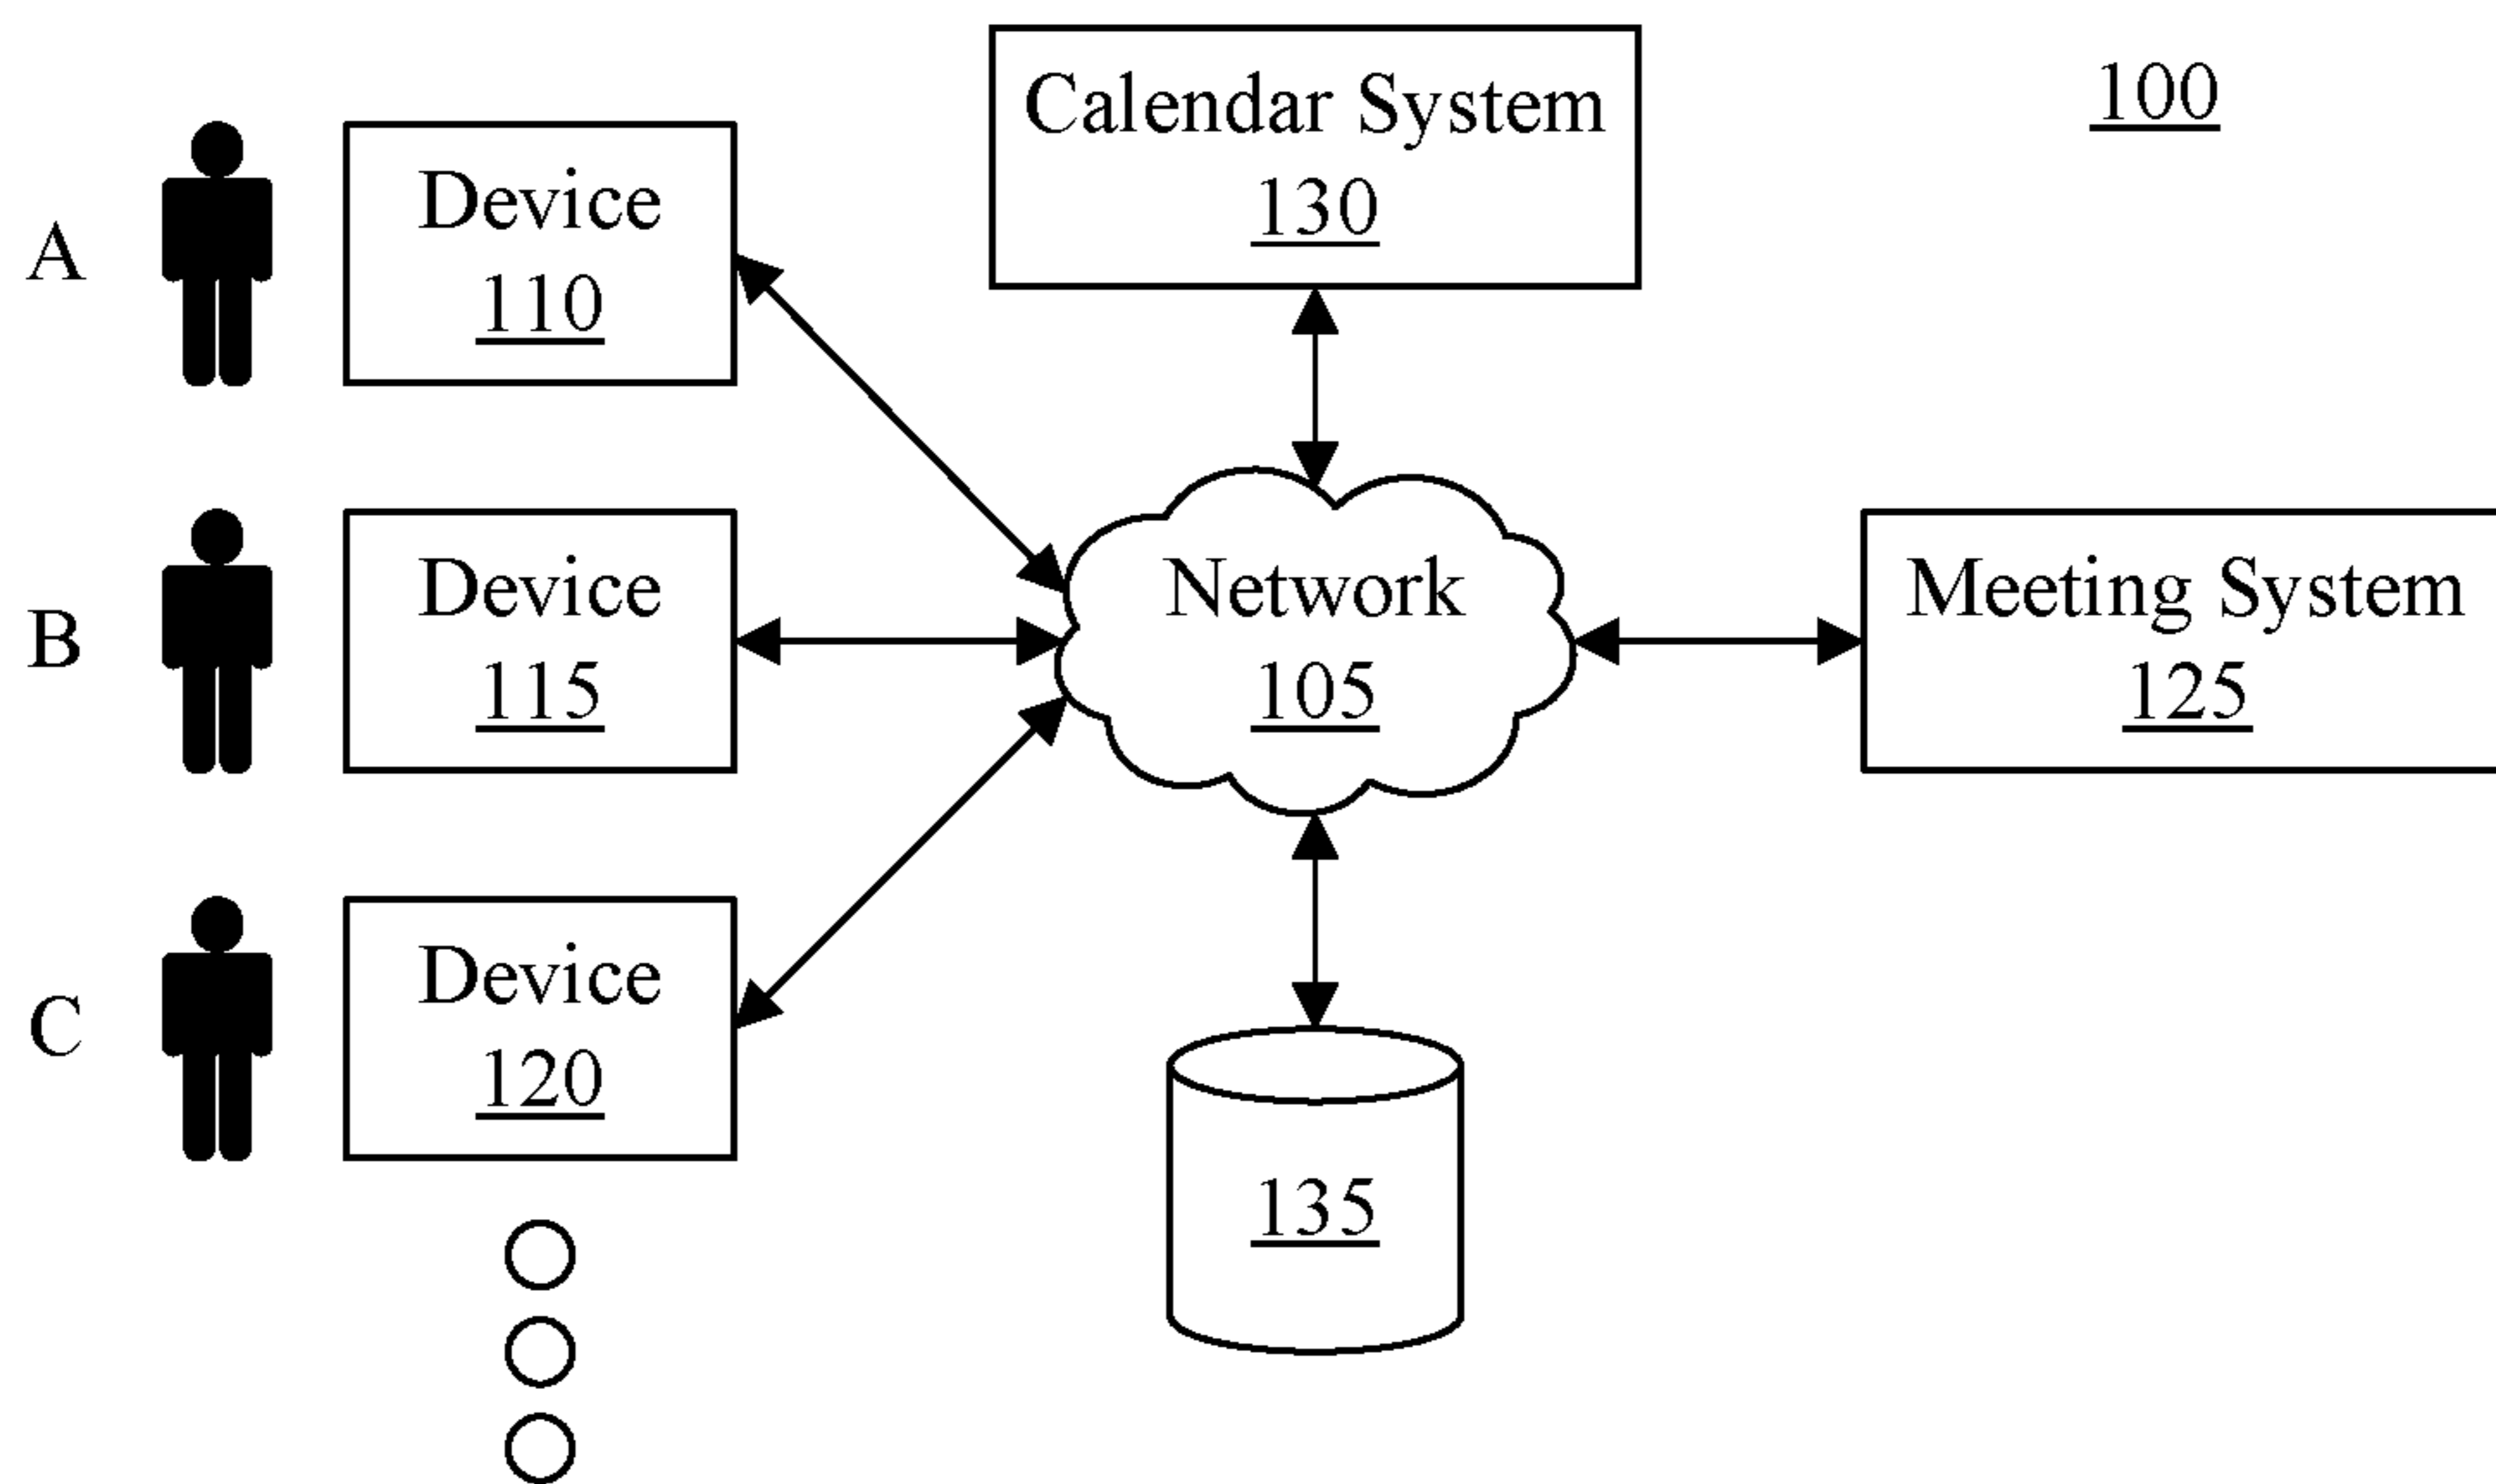 Calendar System
130
100
A
Device
110
B
Device
115
Network
105
Meeting System
125
C
Device
120
135